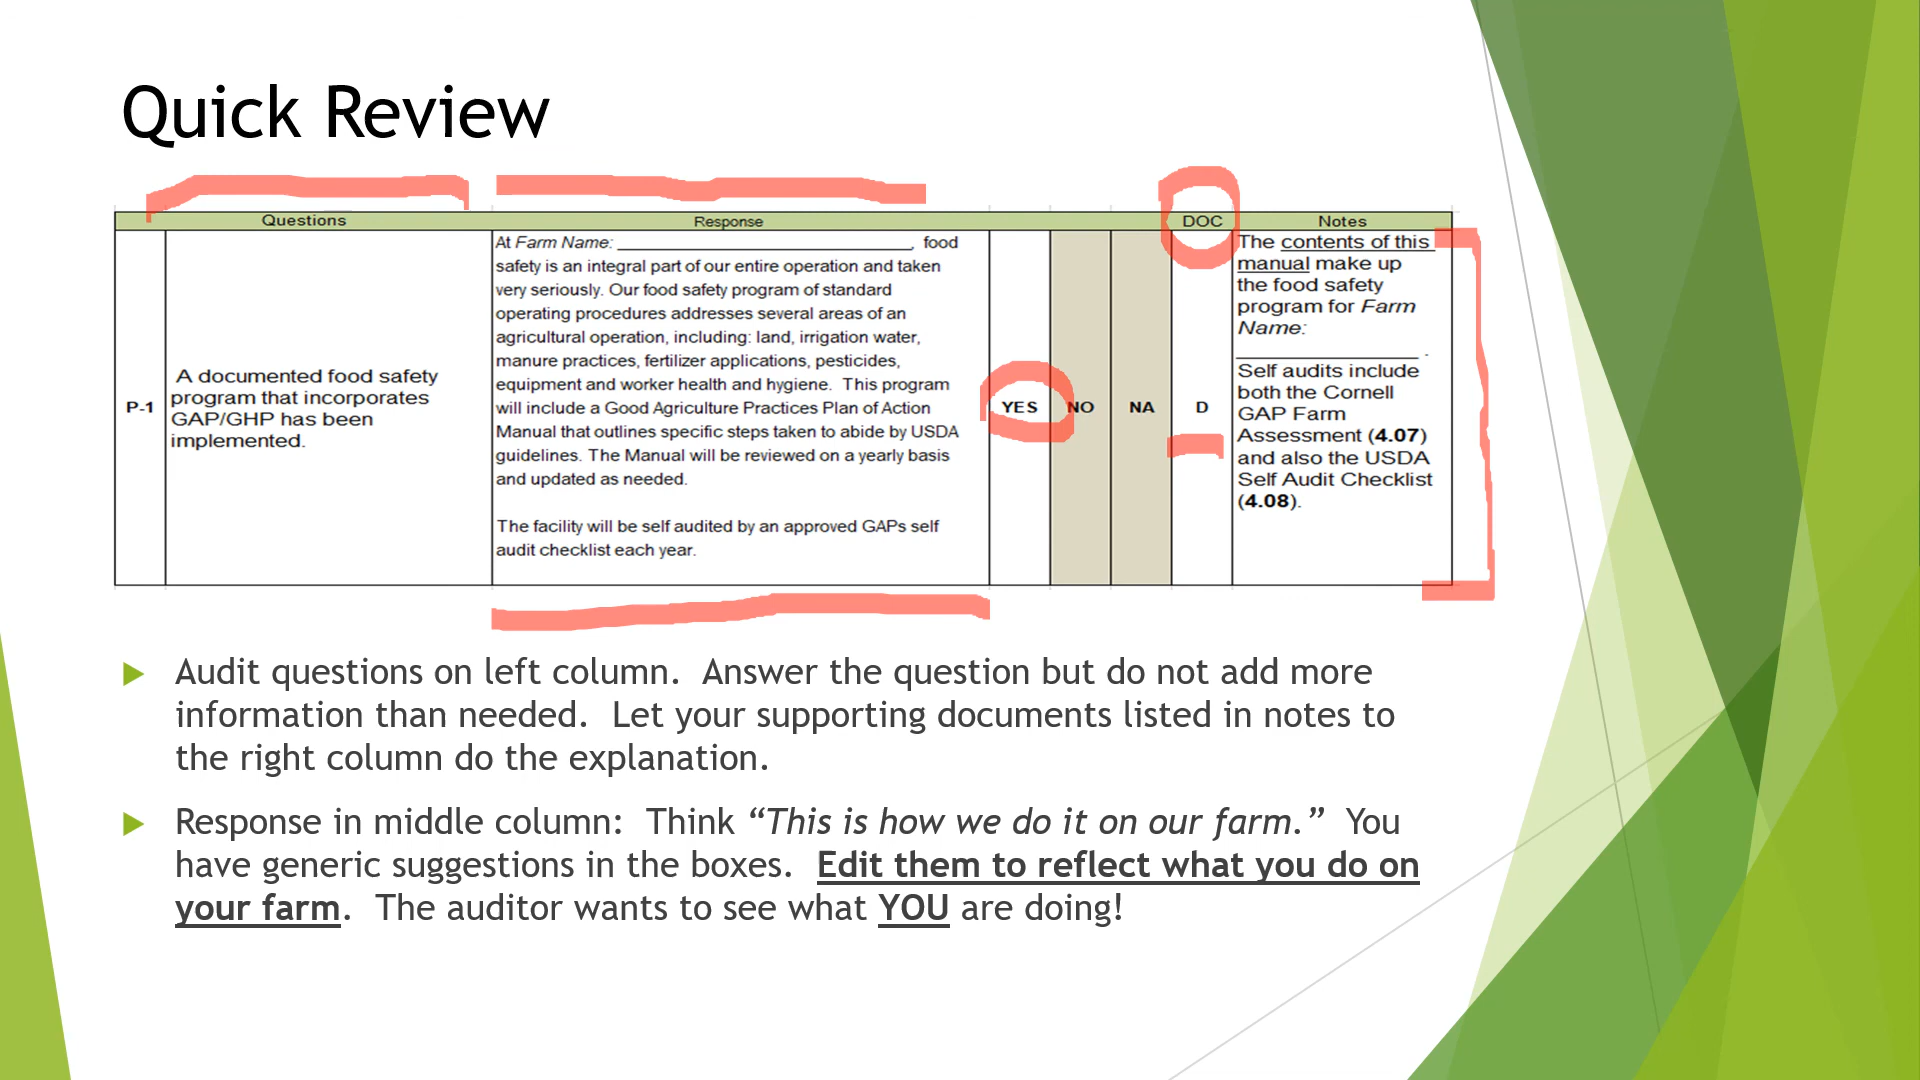 Quick Review
Questions
Response
DOC
Notes
P-1
A documented food safety
program that incorporates
GAP/GHP has been
implemented.
At Farm Name: ________________________________, food
safety is an integral part of our entire operation and taken
very seriously. Our food safety program of standard
operating procedures addresses several areas of an
agricultural operation, including: land, irrigation water,
manure practices, fertilizer applications, pesticides,
equipment and worker health and hygiene. This program
will include a Good Agriculture Practices Plan of Action
Manual that outlines specific steps taken to abide by USDA
guidelines. The Manual will be reviewed on a yearly basis
and updated as needed.
The facility will be self audited by an approved GAPs self
audit checklist each year.
YES
NO
NA
D
The contents of this
manual make up
the food safety
program for Farm
Name:
__________________ .
Self audits include
both the Cornell
GAP Farm
Assessment (4.07)
and also the USDA
Self Audit Checklist
(4.08).
Audit questions on left column. Answer the question but do not add more
information than needed. Let your supporting documents listed in notes to
the right column do the explanation.
Response in middle column: Think “This is how we do it on our farm.” You
have generic suggestions in the boxes. Edit them to reflect what you do on
your farm. The auditor wants to see what YOU are doing!